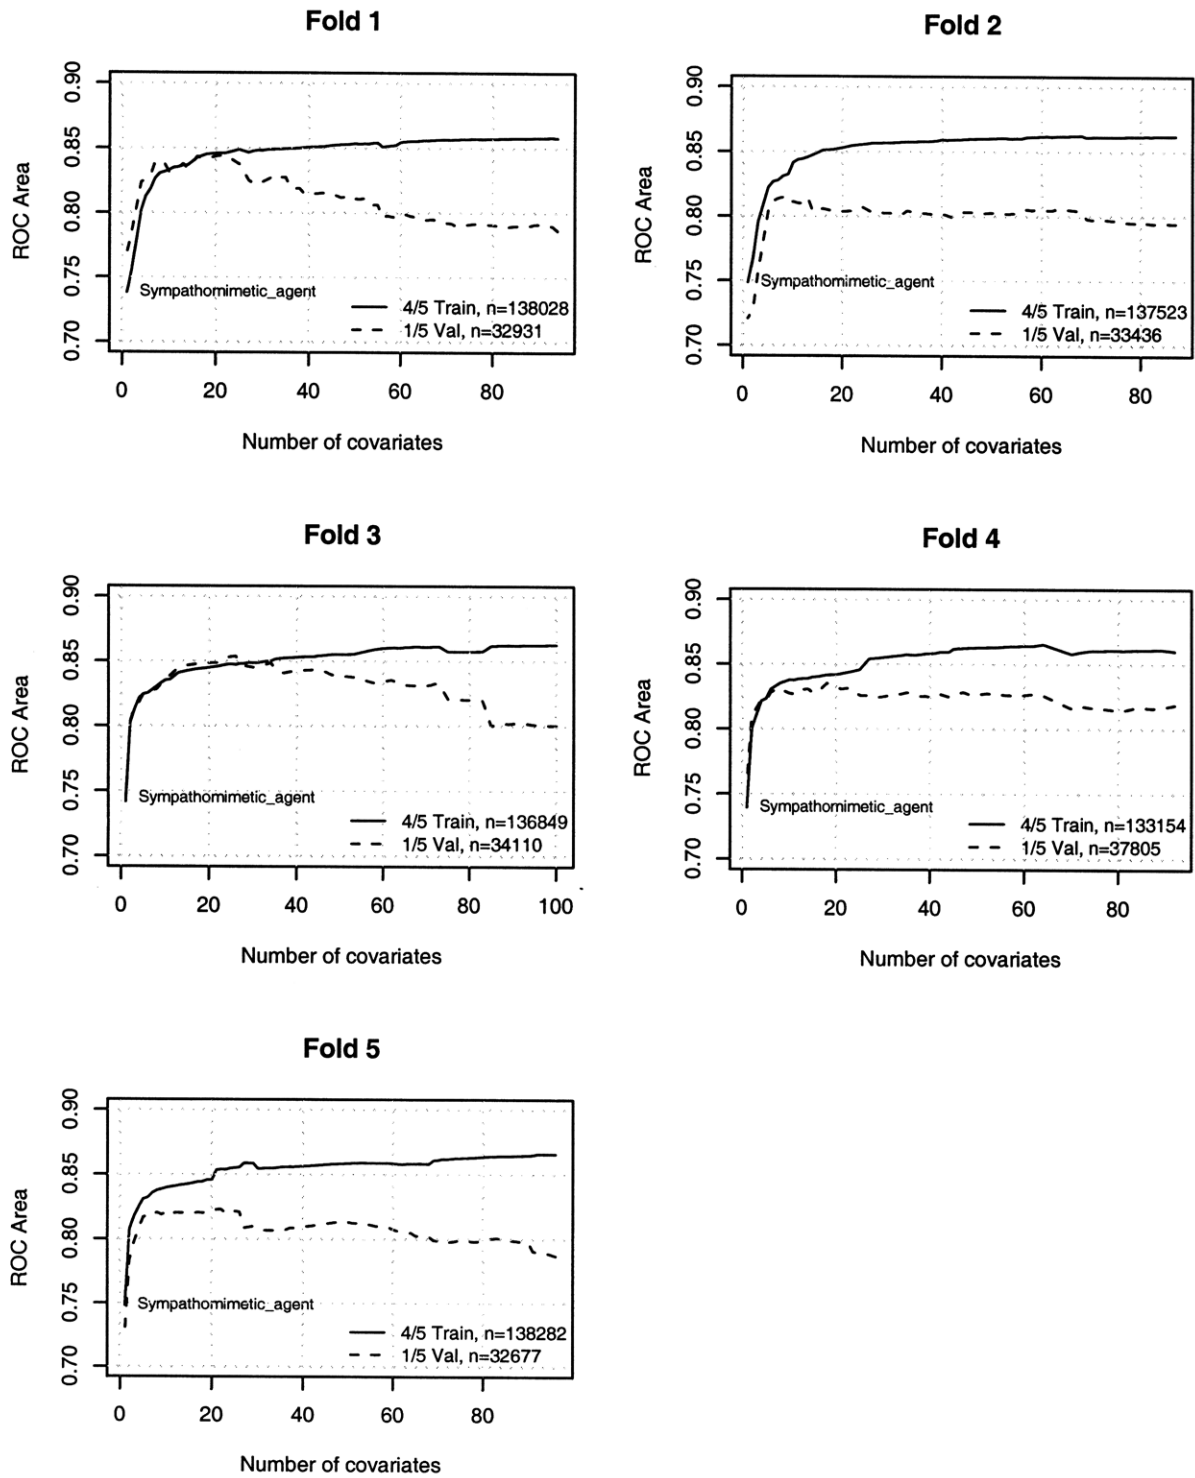 Fold 1
ROC Area
0.90
0.85
0.80
0.75
0.70
Sympathomimetic_agent
4/5 Train, n=138028
1/5 Val, n=32931
0 20 40 60 80
Number of covariates
Fold 2
ROC Area
0.90
0.85
0.80
0.75
0.70
Sympathomimetic_agent
4/5 Train, n=137523
1/5 Val, n=33436
0 20 40 60 80
Number of covariates
Fold 3
ROC Area
0.90
0.85
0.80
0.75
0.70
Sympathomimetic_agent
4/5 Train, n=136849
1/5 Val, n=34110
0 20 40 60 80 100
Number of covariates
Fold 4
ROC Area
0.90
0.85
0.80
0.75
0.70
Sympathomimetic_agent
4/5 Train, n=133154
1/5 Val, n=37805
0 20 40 60 80
Number of covariates
Fold 5
ROC Area
0.90
0.85
0.80
0.75
0.70
Sympathomimetic_agent
4/5 Train, n=138282
1/5 Val, n=32677
0 20 40 60 80
Number of covariates